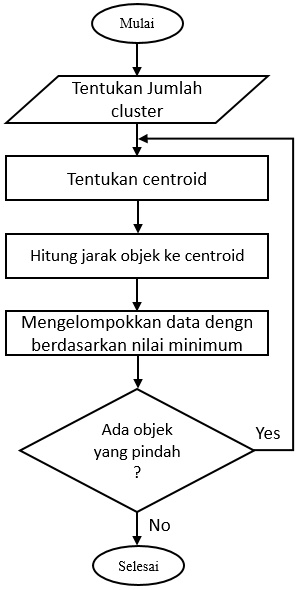 Mulai
Tentukan Jumlah
cluster
Tentukan centroid
Hitung jarak objek ke centroid
Mengelompokkan data dengn
berdasarkan nilai minimum
Ada objek
yang pindah
?
Yes
No
Selesai